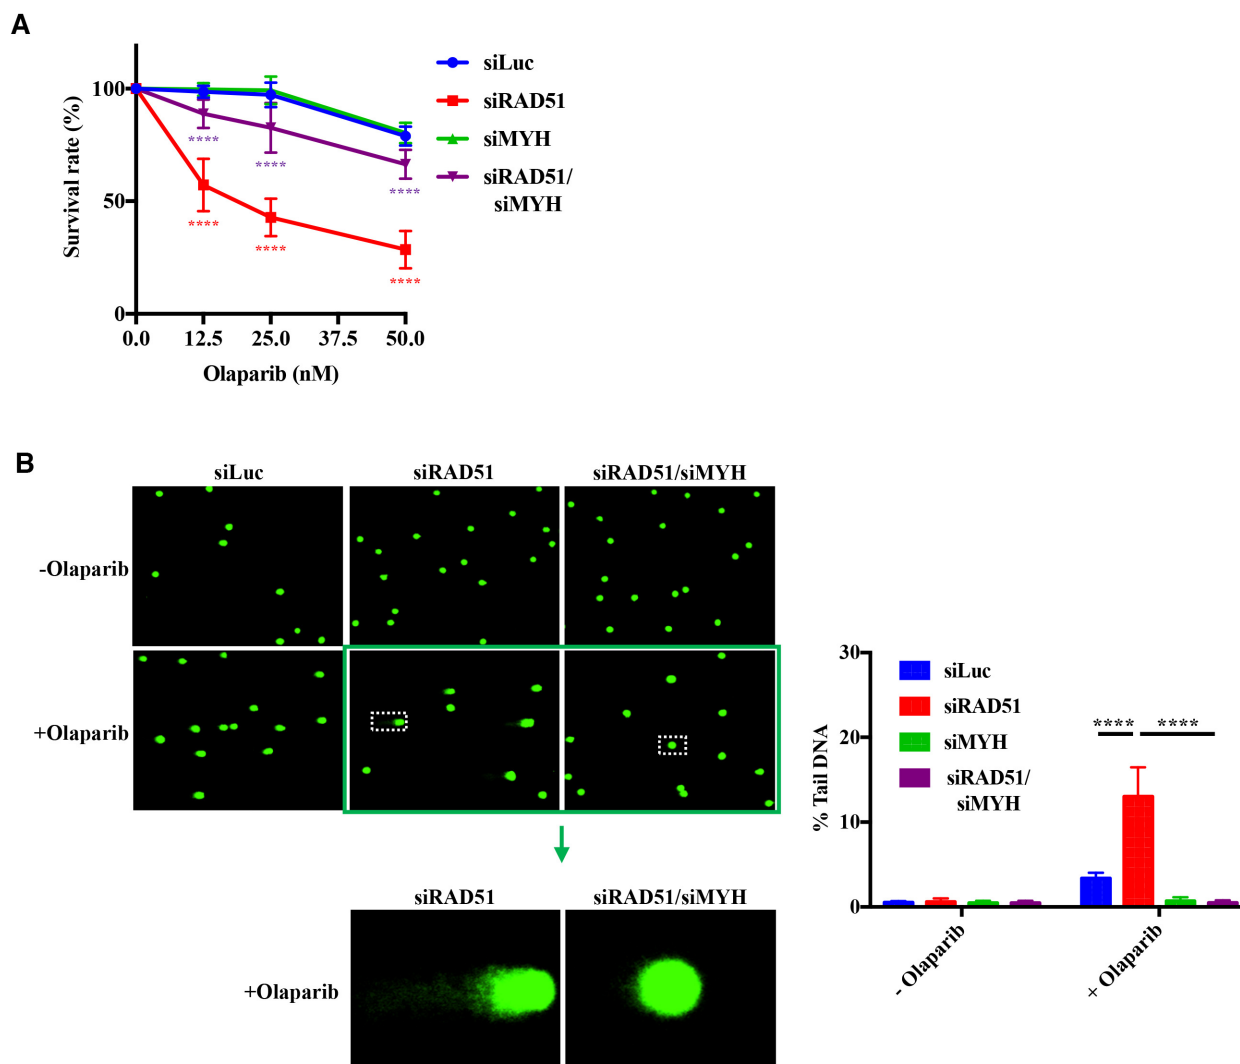 A
siLuc
siRAD51
siMYH
siRAD51/
siMYH
Survival rate (%)
100
50
0
****
****
****
****
****
****
0.0 12.5 25.0 37.5 50.0
Olaparib (nM)
B
siLuc siRAD51 siRAD51/siMYH
-Olaparib
+Olaparib
siRAD51 siRAD51/siMYH
+Olaparib
% Tail DNA
30
20
10
0
siLuc
siRAD51
siMYH
siRAD51/
siMYH
**** ****
- Olaparib
+ Olaparib